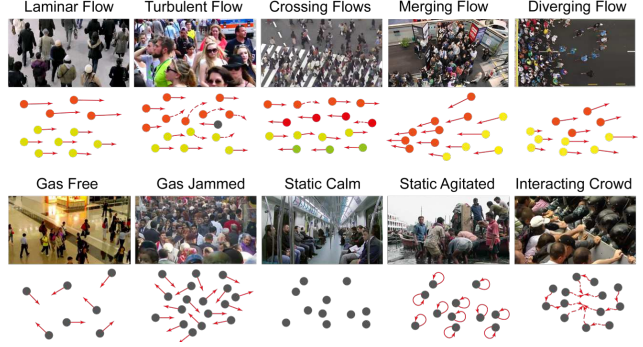 Laminar Flow Turbulent Flow Crossing Flows Merging Flow Diverging Flow
Gas Free Gas Jammed Static Calm Static Agitated Interacting Crowd